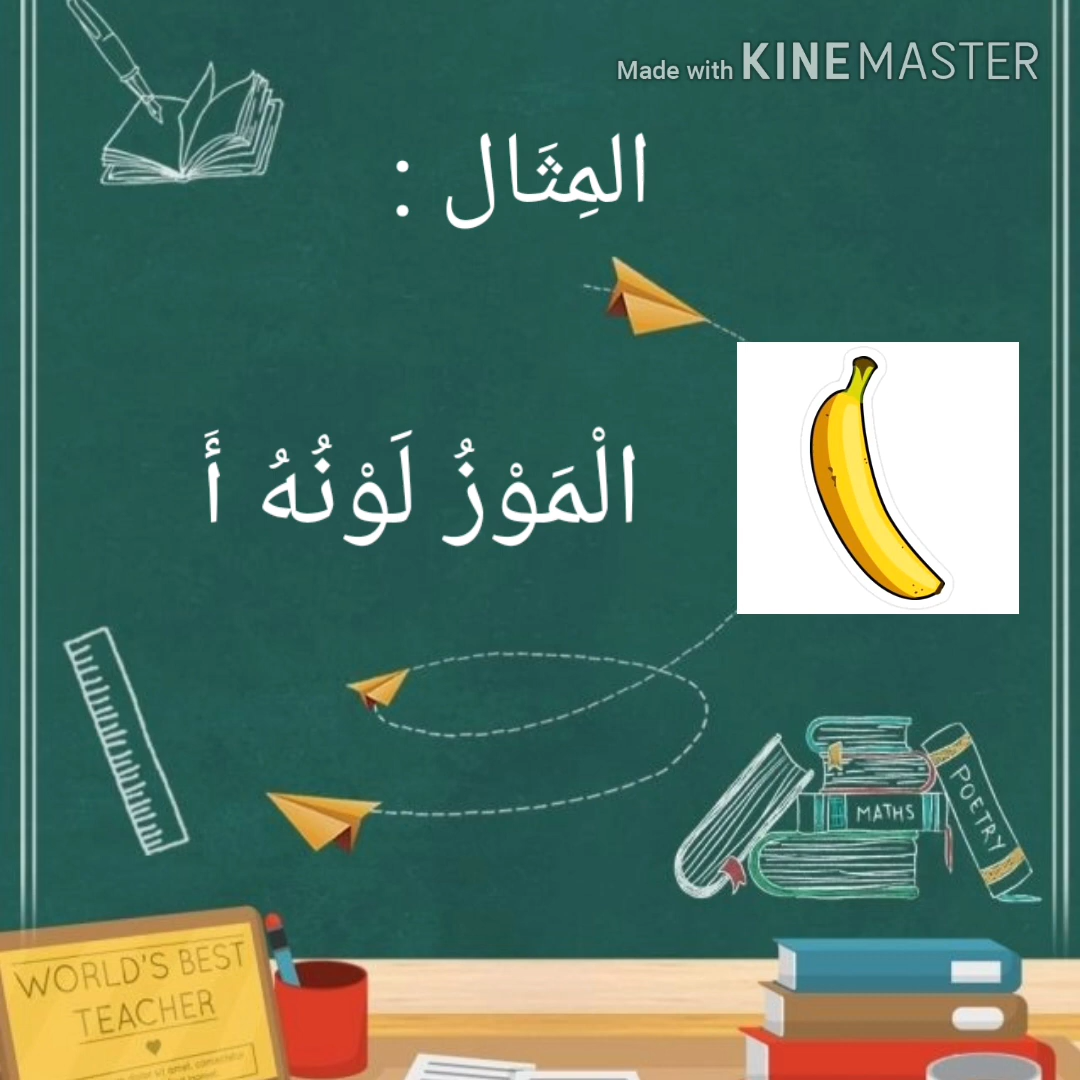 Made with KINEMASTER
المِثَال :
الْمَوْزُ لَوْنُهُ أَ
MATHS
POETRY
WORLD'S BEST
TEACHER